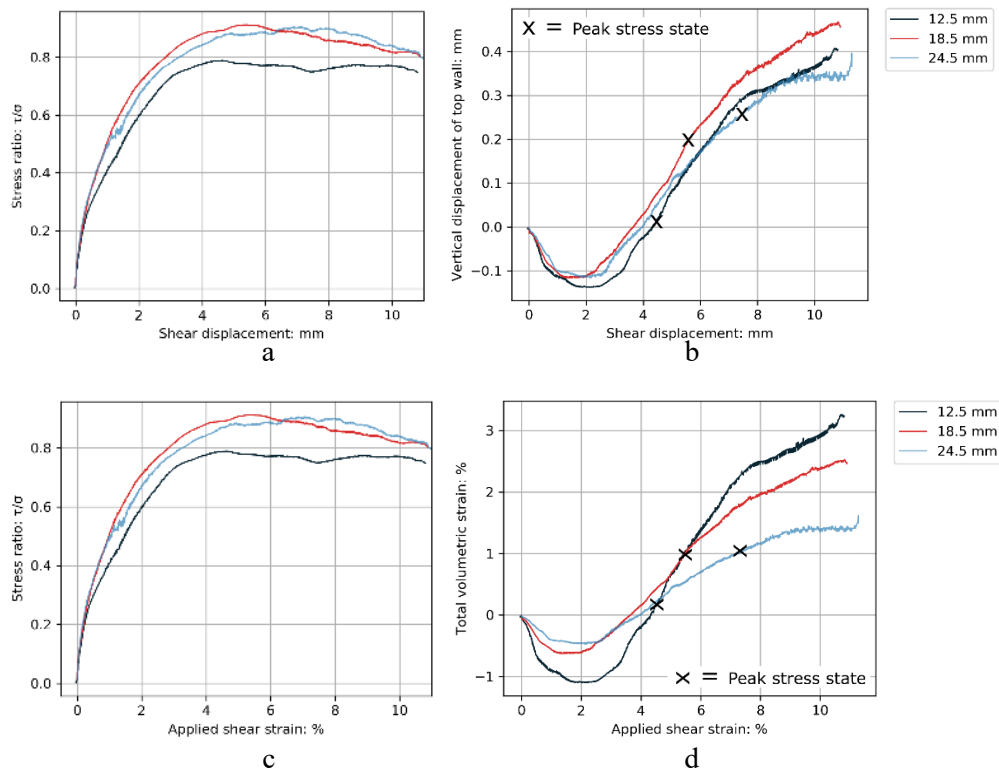 X = Peak stress state
12.5 mm
18.5 mm
24.5 mm
Stress ratio: τ/σ
0.8
0.6
0.4
0.2
0.0
0 2 4 6 8 10
Shear displacement: mm
a
Vertical displacement of top wall: mm
0.4
0.3
0.2
0.1
0.0
−0.1
0 2 4 6 8 10
Shear displacement: mm
b
Stress ratio: τ/σ
0.8
0.6
0.4
0.2
0.0
0 2 4 6 8 10
Applied shear strain: %
c
12.5 mm
18.5 mm
24.5 mm
Total volumetric strain: %
3
2
1
0
−1
× = Peak stress state
0 2 4 6 8 10
Applied shear strain: %
d